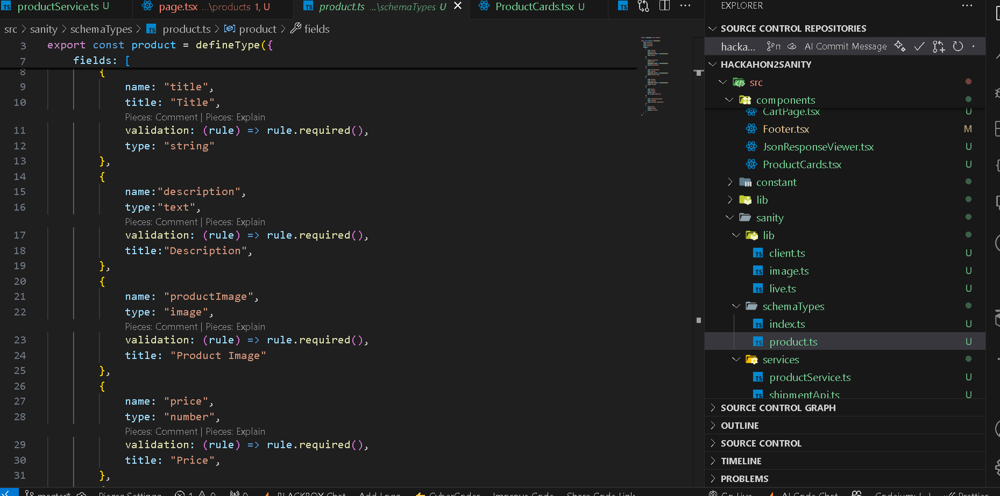 productService.ts U
page.tsx ...\products 1, U
product.ts ...\schemaTypes U
ProductCards.tsx U
src > sanity > schemaTypes > TS product.ts > product > fields
3 export const product = defineType({
7 fields: [
8 {
9 name: "title",
10 title: "Title",
Pieces: Comment | Pieces: Explain
11 validation: (rule) => rule.required(),
12 type: "string"
13 },
14 {
15 name:"description",
16 type:"text",
Pieces: Comment | Pieces: Explain
17 validation: (rule) => rule.required(),
18 title:"Description",
19 },
20 {
21 name: "productImage",
22 type: "image",
Pieces: Comment | Pieces: Explain
23 validation: (rule) => rule.required(),
24 title: "Product Image"
25 },
26 {
27 name: "price",
28 type: "number",
Pieces: Comment | Pieces: Explain
29 validation: (rule) => rule.required(),
30 title: "Price",
31 },
master* Pieces Settings 1 0 0 BLACKBOX Chat Add Logs CyberCoder Improve Code Share Code Link
EXPLORER
SOURCE CONTROL REPOSITORIES
hacka... AI Commit Message
HACKAHON2SANITY
src
components
CartPage.tsx U
Footer.tsx M
JsonResponseViewer.tsx U
ProductCards.tsx U
constant
lib
sanity
lib
TS client.ts U
TS image.ts U
TS live.ts U
schemaTypes
TS index.ts U
TS product.ts U
services
TS productService.ts U
TS shipmentApi.ts U
SOURCE CONTROL GRAPH
OUTLINE
SOURCE CONTROL
TIMELINE
PROBLEMS
Go Live AI Code Chat Codeium: {..} Prettier